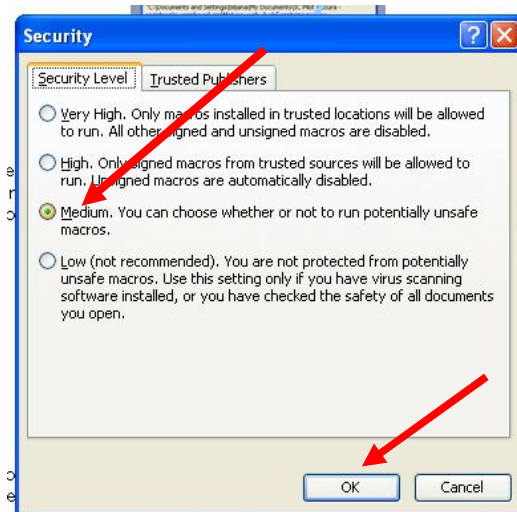 Security
Security Level Trusted Publishers
Very High. Only macros installed in trusted locations will be allowed
to run. All other signed and unsigned macros are disabled.
High. Only signed macros from trusted sources will be allowed to
run. Unsigned macros are automatically disabled.
Medium. You can choose whether or not to run potentially unsafe
macros.
Low (not recommended). You are not protected from potentially
unsafe macros. Use this setting only if you have virus scanning
software installed, or you have checked the safety of all documents
you open.
OK Cancel